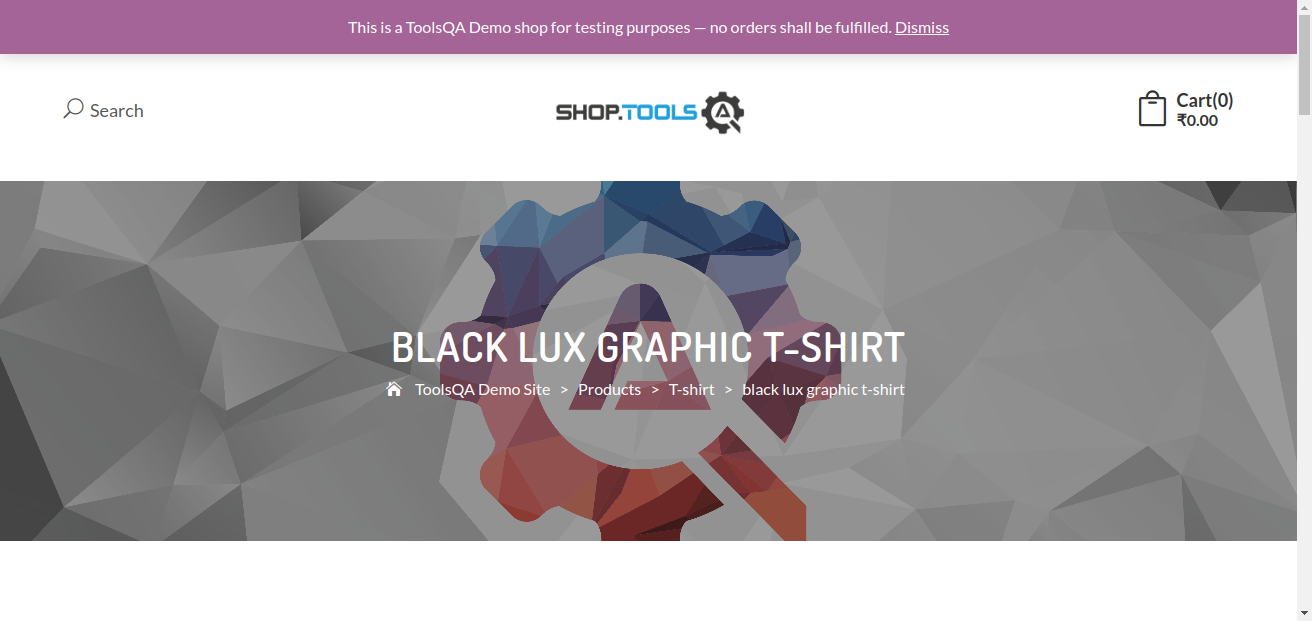 This is a ToolsQA Demo shop for testing purposes — no orders shall be fulfilled. Dismiss
Search
SHOP.TOOLS
Cart(0)
₹0.00
BLACK LUX GRAPHIC T-SHIRT
ToolsQA Demo Site > Products > T-shirt > black lux graphic t-shirt